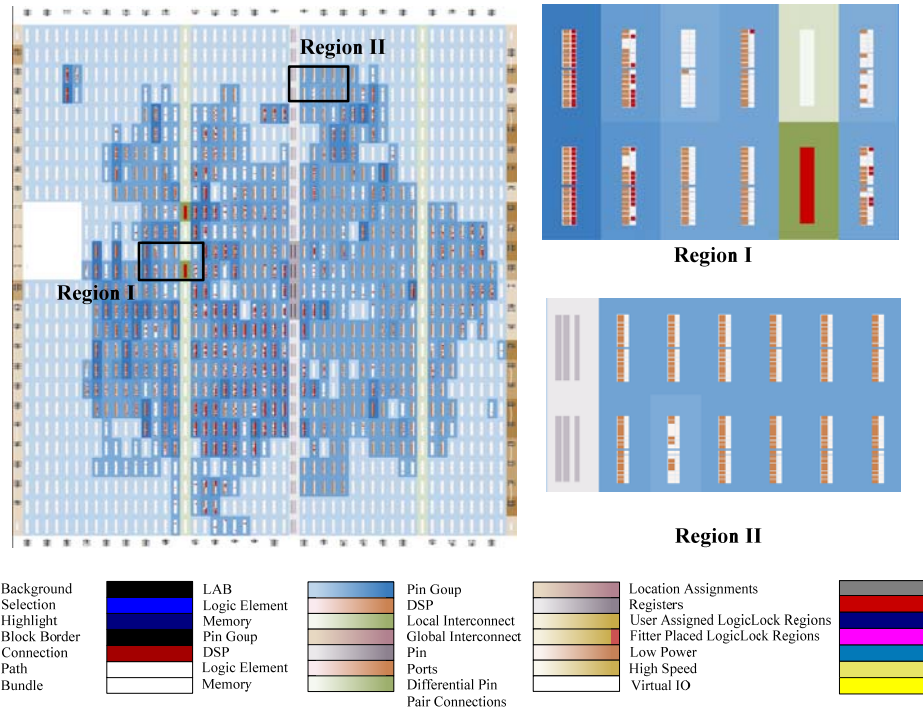 Region II
Region I
Region I
Region II
Background
Selection
Highlight
Block Border
Connection
Path
Bundle
LAB
Logic Element
Memory
Pin Goup
DSP
Logic Element
Memory
Pin Goup
DSP
Local Interconnect
Global Interconnect
Pin
Ports
Differential Pin
Pair Connections
Location Assignments
Registers
User Assigned LogicLock Regions
Fitter Placed LogicLock Regions
Low Power
High Speed
Virtual IO